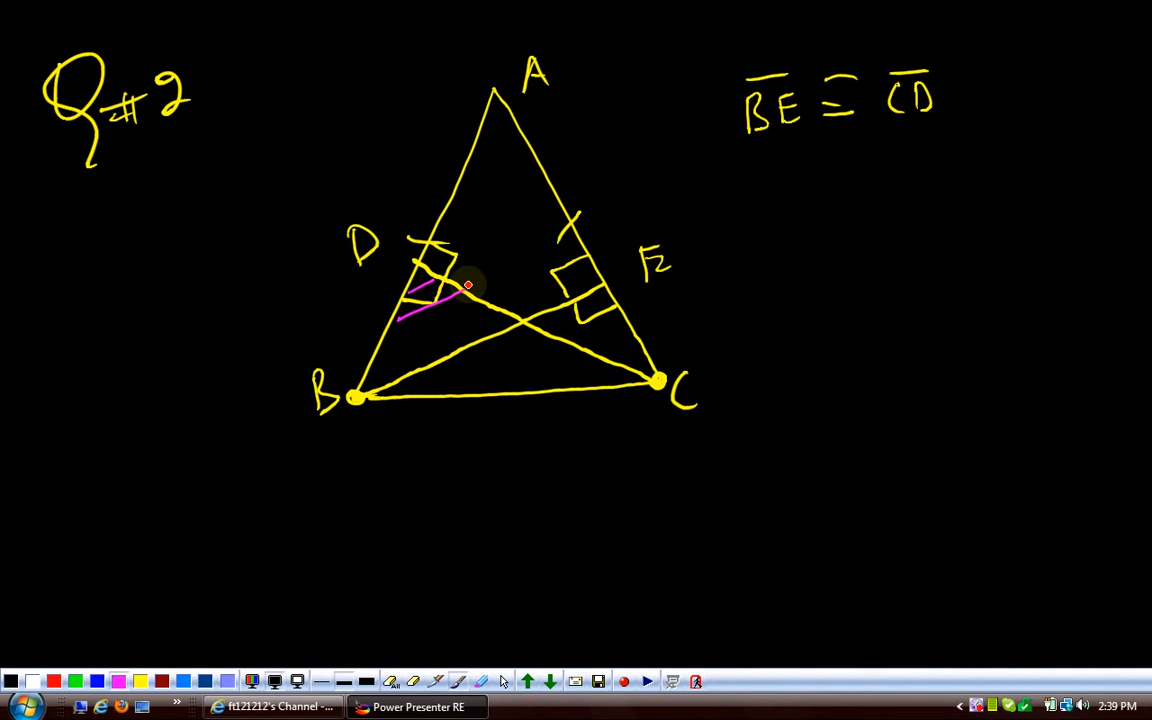 Q#2
A
BE ≅ CD
D
E
B
C
ft121212's Channel -...
Power Presenter RE
2:39 PM